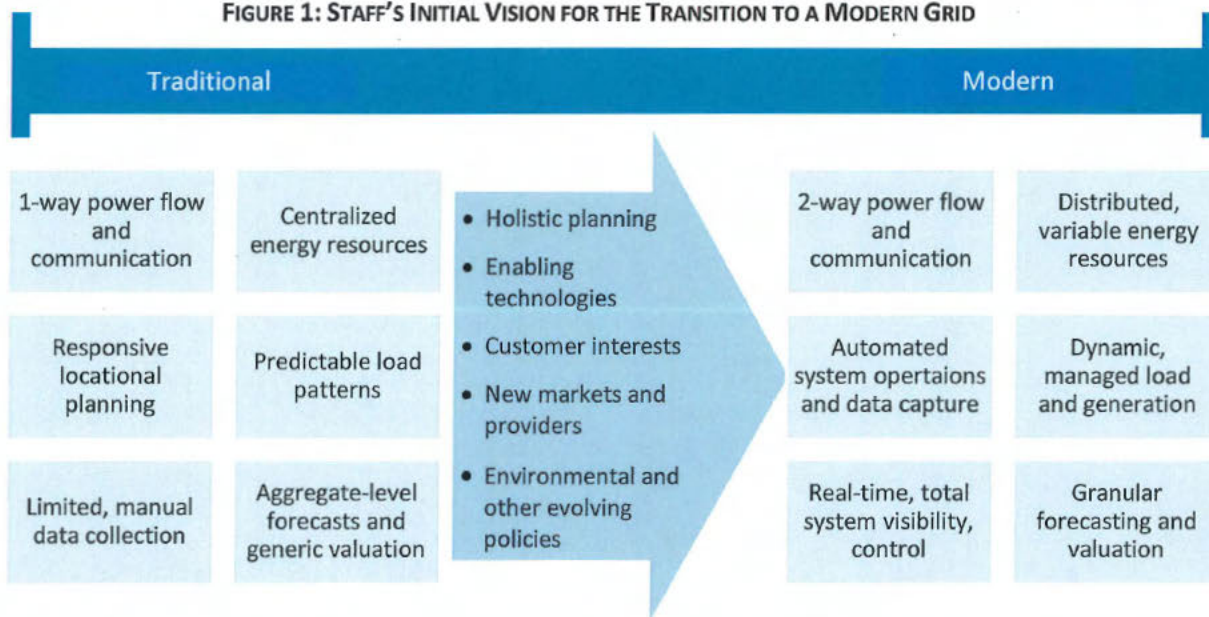 FIGURE 1: STAFF'S INITIAL VISION FOR THE TRANSITION TO A MODERN GRID
Traditional
Modern
1-way power flow
and
communication
Centralized
energy resources
Responsive
locational
planning
Predictable load
patterns
Limited, manual
data collection
Aggregate-level
forecasts and
generic valuation
• Holistic planning
• Enabling
technologies
• Customer interests
• New markets and
providers
• Environmental and
other evolving
policies
2-way power flow
and
communication
Distributed,
variable energy
resources
Automated
system opertaions
and data capture
Dynamic,
managed load
and generation
Real-time, total
system visibility,
control
Granular
forecasting and
valuation